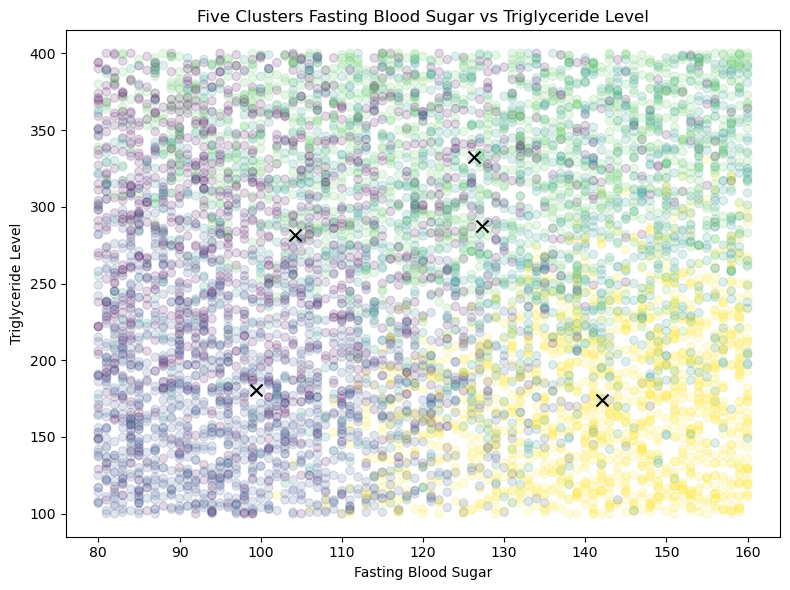 Five Clusters Fasting Blood Sugar vs Triglyceride Level
400
350
300
250
200
150
100
Triglyceride Level
80 90 100 110 120 130 140 150 160
Fasting Blood Sugar